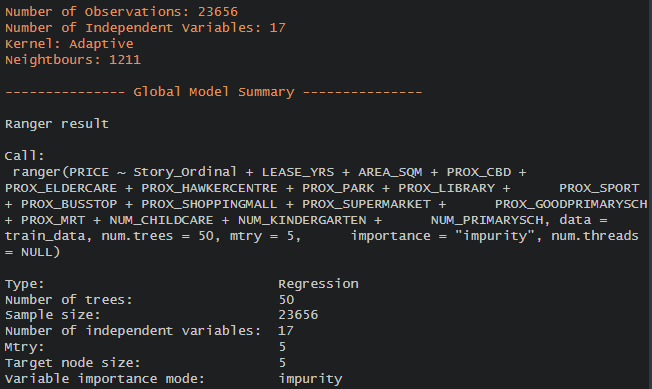 Number of Observations: 23656
Number of Independent Variables: 17
Kernel: Adaptive
Neightbours: 1211
--------------- Global Model Summary ---------------
Ranger result
Call:
ranger(PRICE ~ Story_Ordinal + LEASE_YRS + AREA_SQM + PROX_CBD +
PROX_ELDERCARE + PROX_HAWKERCENTRE + PROX_PARK + PROX_LIBRARY +      PROX_SPORT
+ PROX_BUSSTOP + PROX_SHOPPINGMALL + PROX_SUPERMARKET +      PROX_GOODPRIMARYSCH
+ PROX_MRT + NUM_CHILDCARE + NUM_KINDERGARTEN +      NUM_PRIMARYSCH, data =
train_data, num.trees = 50, mtry = 5,      importance = "impurity", num.threads
= NULL)
Type:                             Regression
Number of trees:                  50
Sample size:                      23656
Number of independent variables:  17
Mtry:                             5
Target node size:                 5
Variable importance mode:         impurity